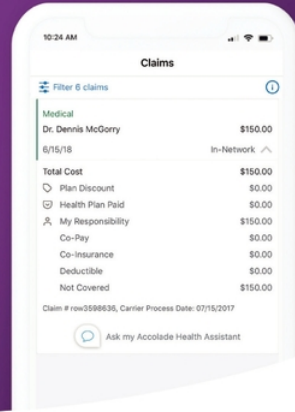 10:24 AM
Claims
Filter 6 claims
Medical
Dr. Dennis McGorry $150.00
6/15/18 In-Network
Total Cost $150.00
Plan Discount $0.00
Health Plan Paid $0.00
My Responsibility $150.00
Co-Pay $0.00
Co-Insurance $0.00
Deductible $0.00
Not Covered $150.00
Claim # row3598636, Carrier Process Date: 07/15/2017
Ask my Accolade Health Assistant